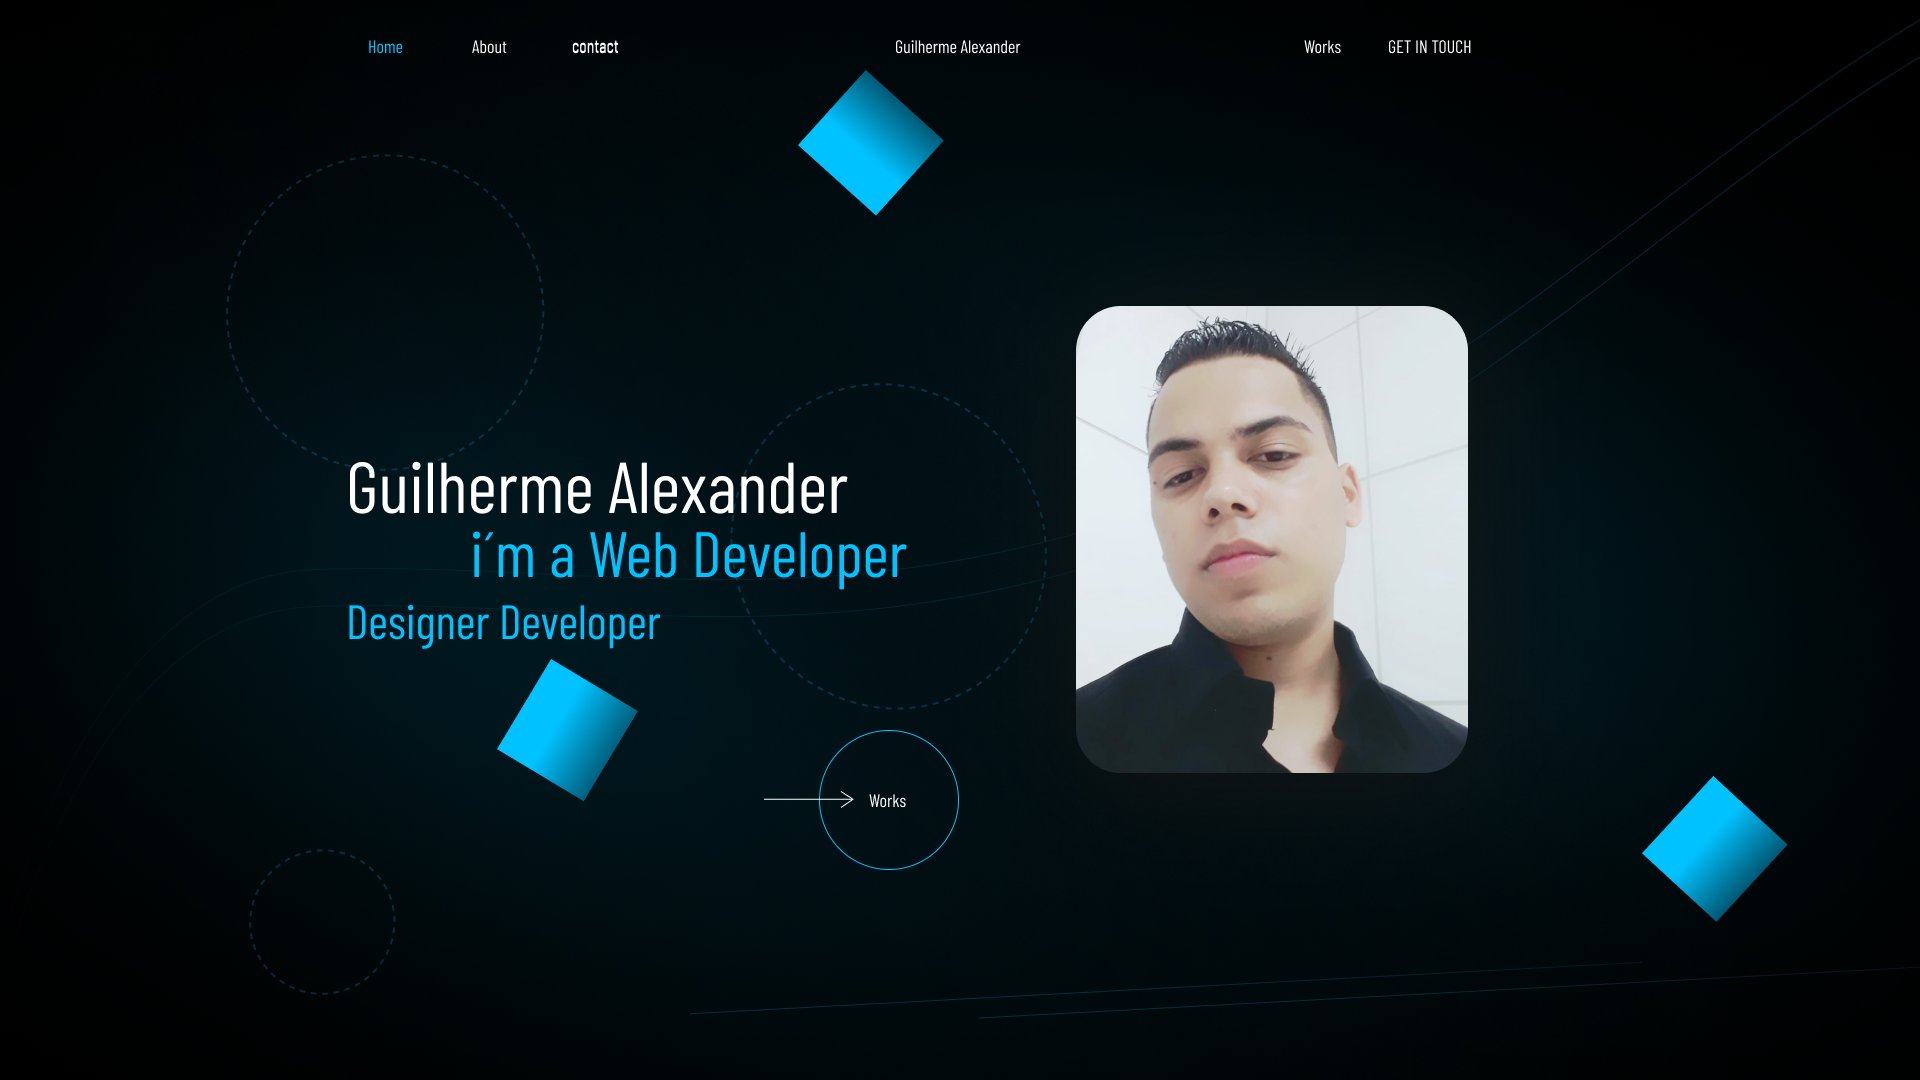 Home About contact Guilherme Alexander Works GET IN TOUCH
Guilherme Alexander
i´m a Web Developer
Designer Developer
Works